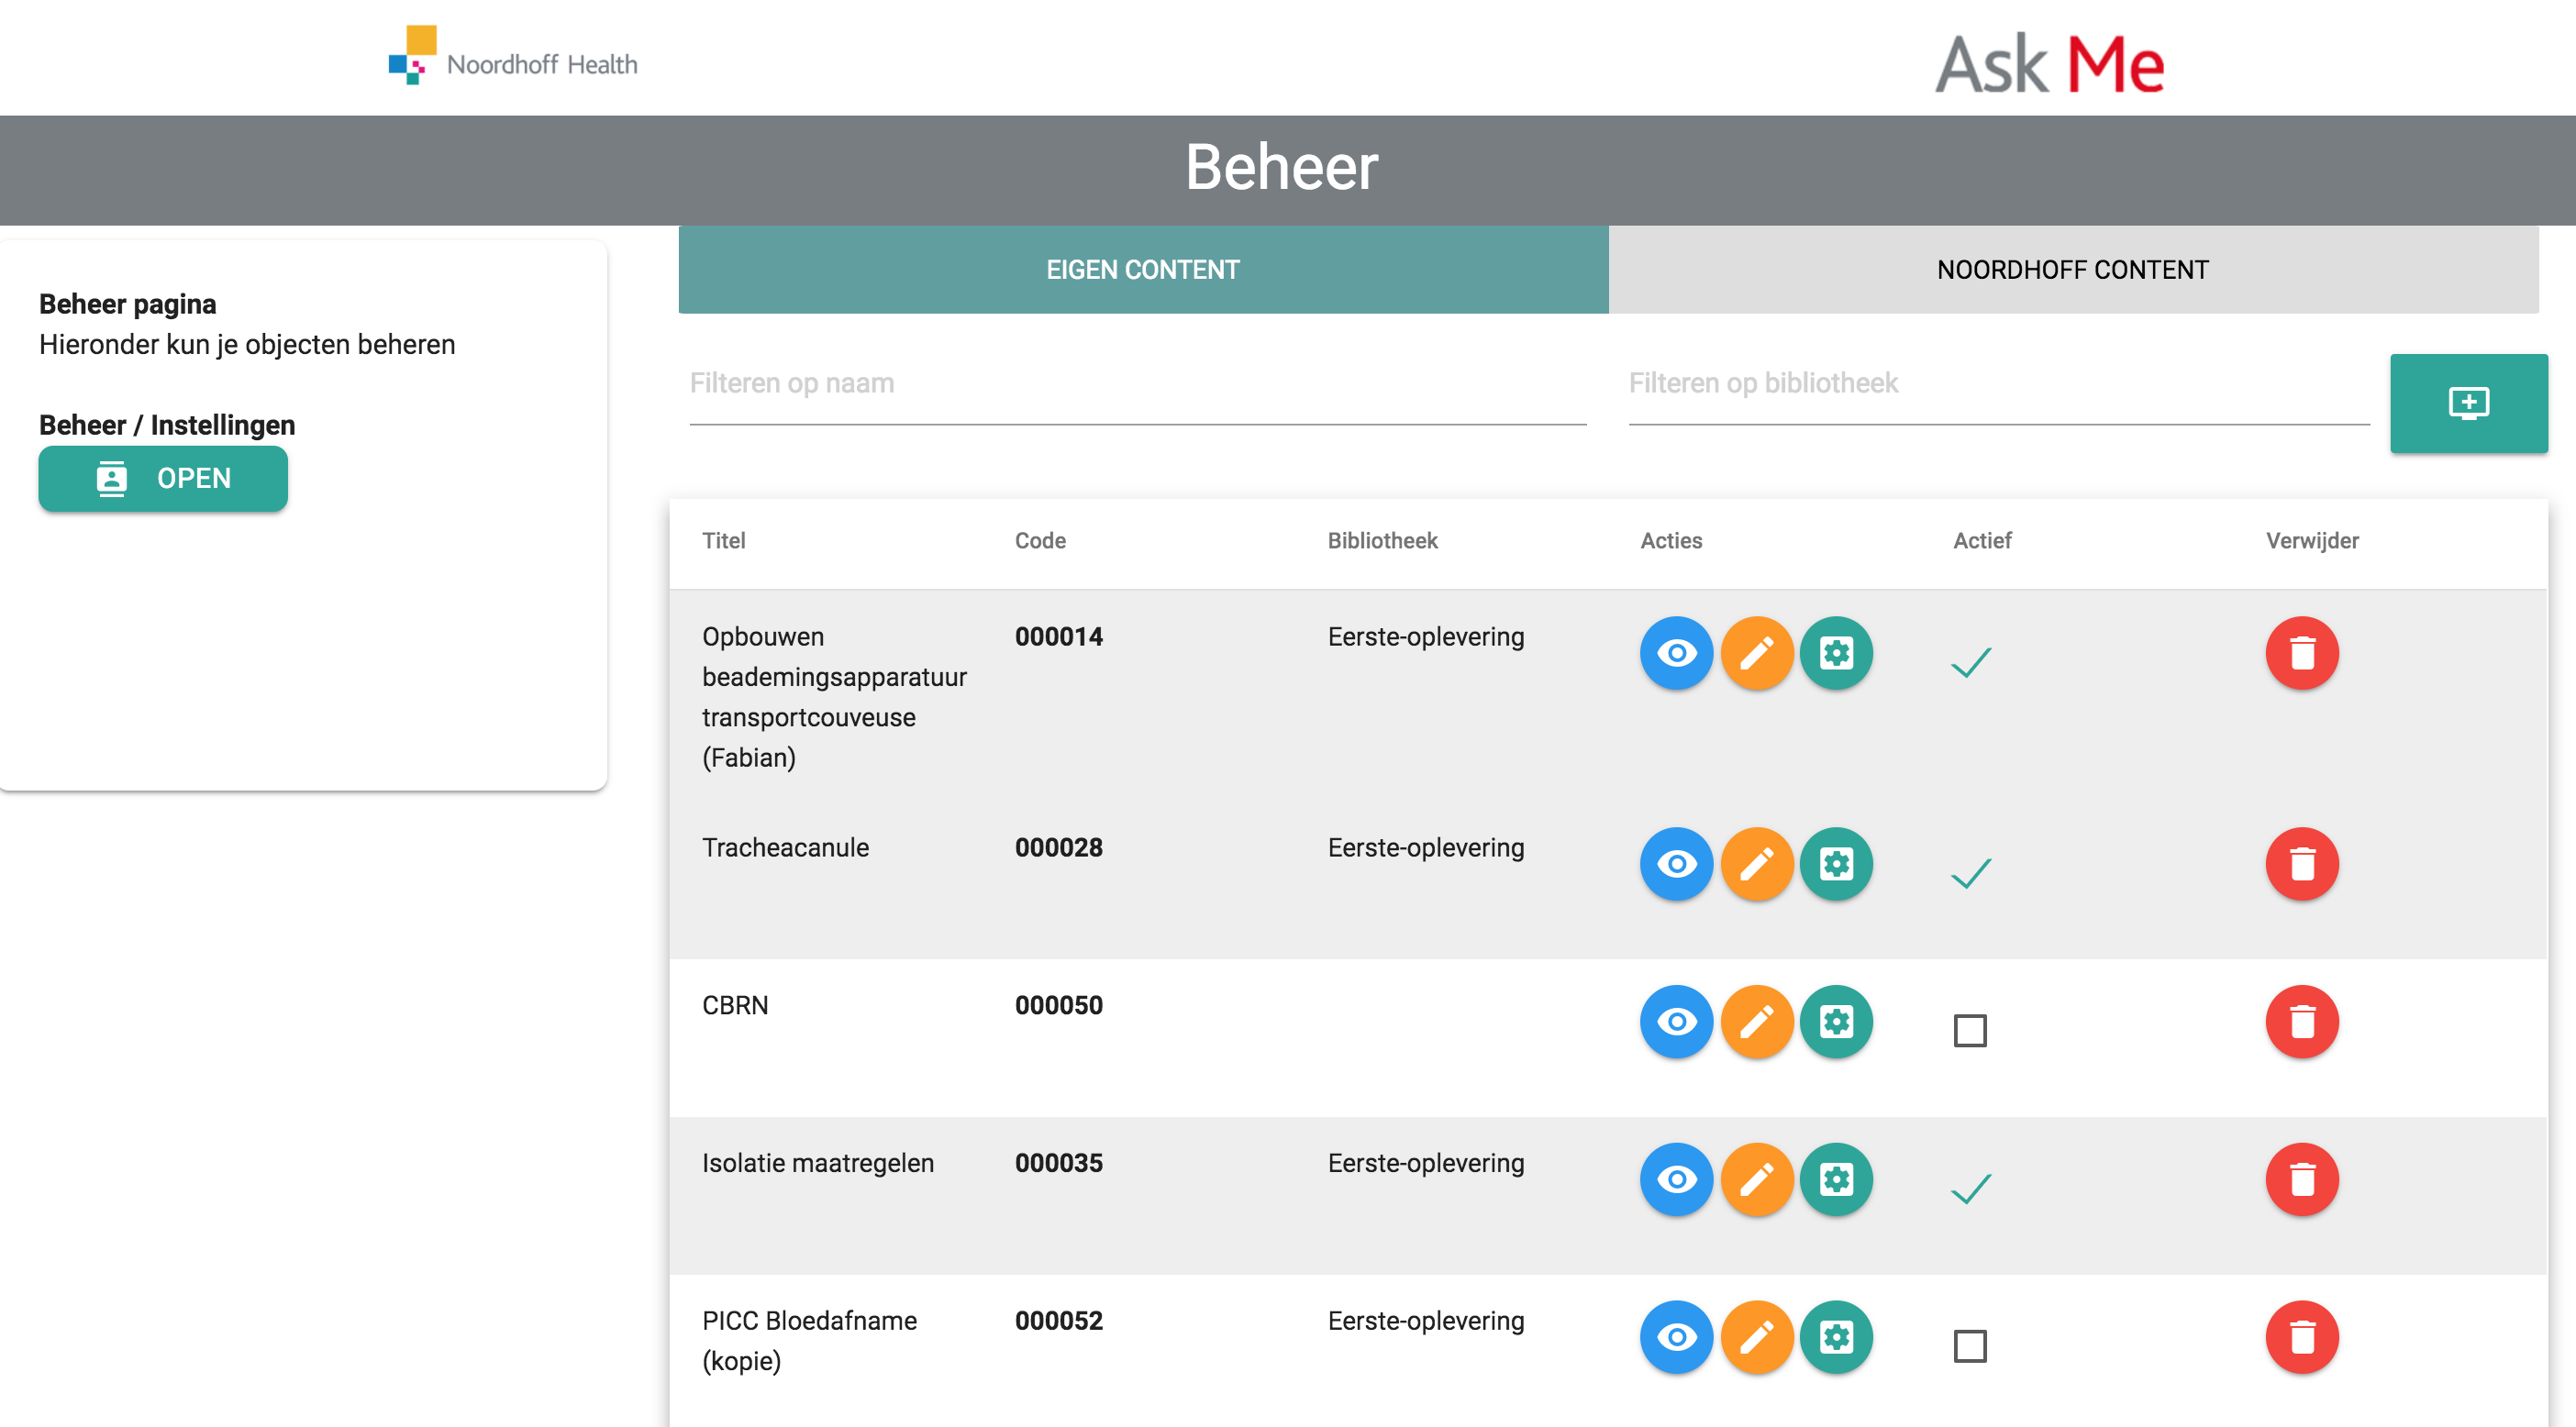 Noordhoff Health
Ask Me
Beheer
Beheer pagina
Hieronder kun je objecten beheren
Beheer / Instellingen
OPEN
EIGEN CONTENT
NOORDHOFF CONTENT
Filteren op naam
Filteren op bibliotheek
Titel Code Bibliotheek Acties Actief Verwijder
Opbouwen 000014 Eerste-oplevering
beademingsapparatuur
transportcouveuse
(Fabian)
Tracheacanule 000028 Eerste-oplevering
CBRN 000050
Isolatie maatregelen 000035 Eerste-oplevering
PICC Bloedafname 000052 Eerste-oplevering
(kopie)